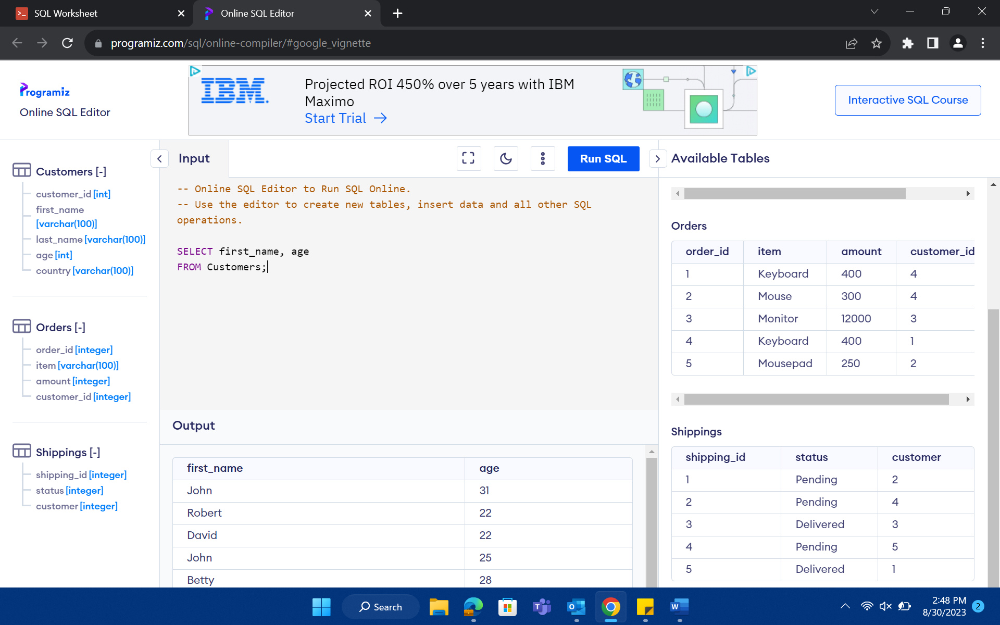 SQL Worksheet
Online SQL Editor
programiz.com/sql/online-compiler/#google_vignette
Programiz
Online SQL Editor
IBM.
Projected ROI 450% over 5 years with IBM
Maximo
Start Trial →
Interactive SQL Course
Customers [-]
customer_id [int]
first_name
[varchar(100)]
last_name [varchar(100)]
age [int]
country [varchar(100)]
Orders [-]
order_id [integer]
item [varchar(100)]
amount [integer]
customer_id [integer]
Shippings [-]
shipping_id [integer]
status [integer]
customer [integer]
Input
Run SQL
-- Online SQL Editor to Run SQL Online.
-- Use the editor to create new tables, insert data and all other SQL
operations.
SELECT first_name, age
FROM Customers;
Output
first_name age
John 31
Robert 22
David 22
John 25
Betty 28
Available Tables
Orders
order_id item amount customer_id
1 Keyboard 400 4
2 Mouse 300 4
3 Monitor 12000 3
4 Keyboard 400 1
5 Mousepad 250 2
Shippings
shipping_id status customer
1 Pending 2
2 Pending 4
3 Delivered 3
4 Pending 5
5 Delivered 1
Search
2:48 PM
8/30/2023
2